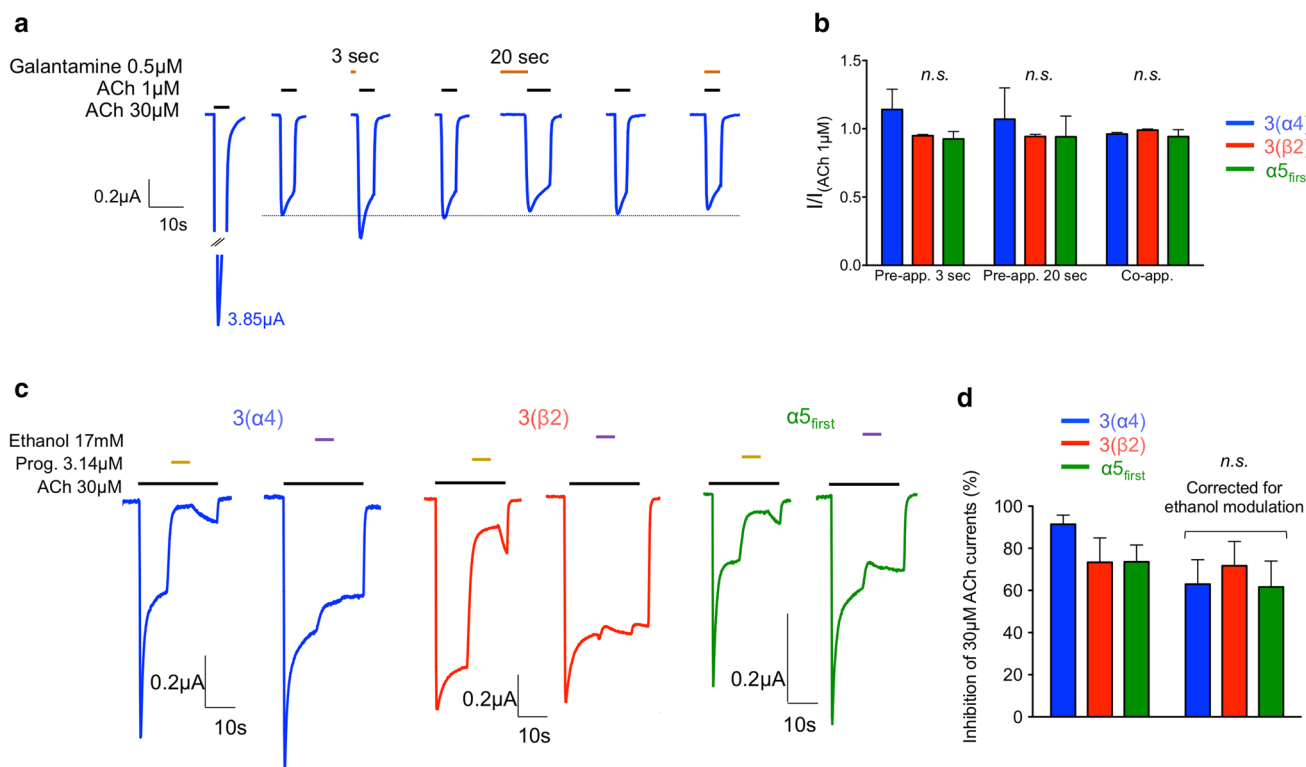 a
3 sec
20 sec
Galantamine 0.5µM
ACh 1µM
ACh 30µM
0.2µA
10s
3.85µA
b
I/I(ACh 1µM)
1.5
1.0
0.5
0.0
n.s.
n.s.
n.s.
Pre-app. 3 sec
Pre-app. 20 sec
Co-app.
3(α4)
3(β2)
α5first
c
3(α4)
3(β2)
α5first
Ethanol 17mM
Prog. 3.14µM
ACh 30µM
0.2µA
10s
0.2µA
10s
0.2µA
10s
d
3(α4)
3(β2)
α5first
n.s.
Corrected for
ethanol modulation
Inhibition of 30µM ACh currents (%)
100
80
60
40
20
0